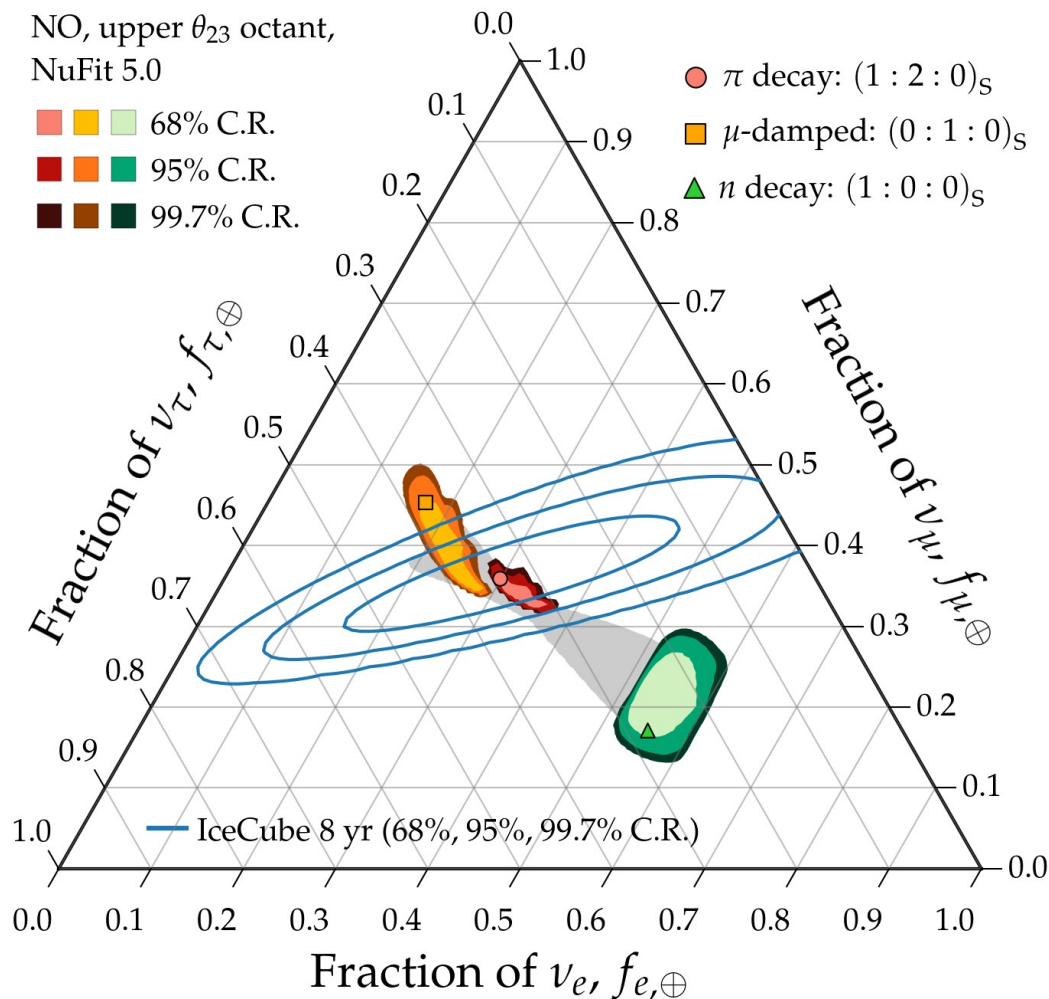 NO, upper θ₂₃ octant,
NuFit 5.0
68% C.R.
95% C.R.
99.7% C.R.
π decay: (1 : 2 : 0)S
μ-damped: (0 : 1 : 0)S
n decay: (1 : 0 : 0)S
Fraction of ντ, fτ,⊕
0.0
0.1
0.2
0.3
0.4
0.5
0.6
0.7
0.8
0.9
1.0
Fraction of νμ, fμ,⊕
1.0
0.9
0.8
0.7
0.6
0.5
0.4
0.3
0.2
0.1
0.0
IceCube 8 yr (68%, 95%, 99.7% C.R.)
0.0 0.1 0.2 0.3 0.4 0.5 0.6 0.7 0.8 0.9 1.0
Fraction of νe, fe,⊕